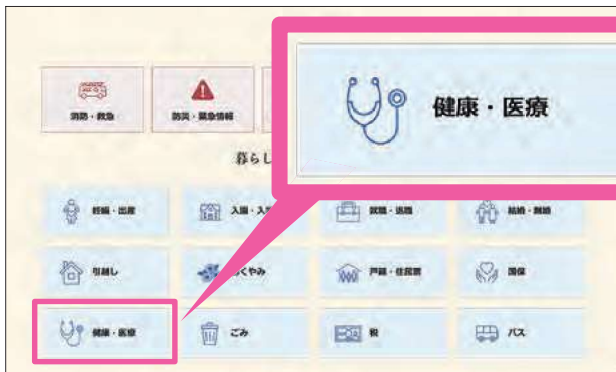 消防・救急
防災・緊急情報
健康・医療
暮らし
妊娠・出産
入園・入
就職・退職
結婚・離婚
引越し
くやみ
戸籍・住民票
国保
健康・医療
ごみ
税
バス